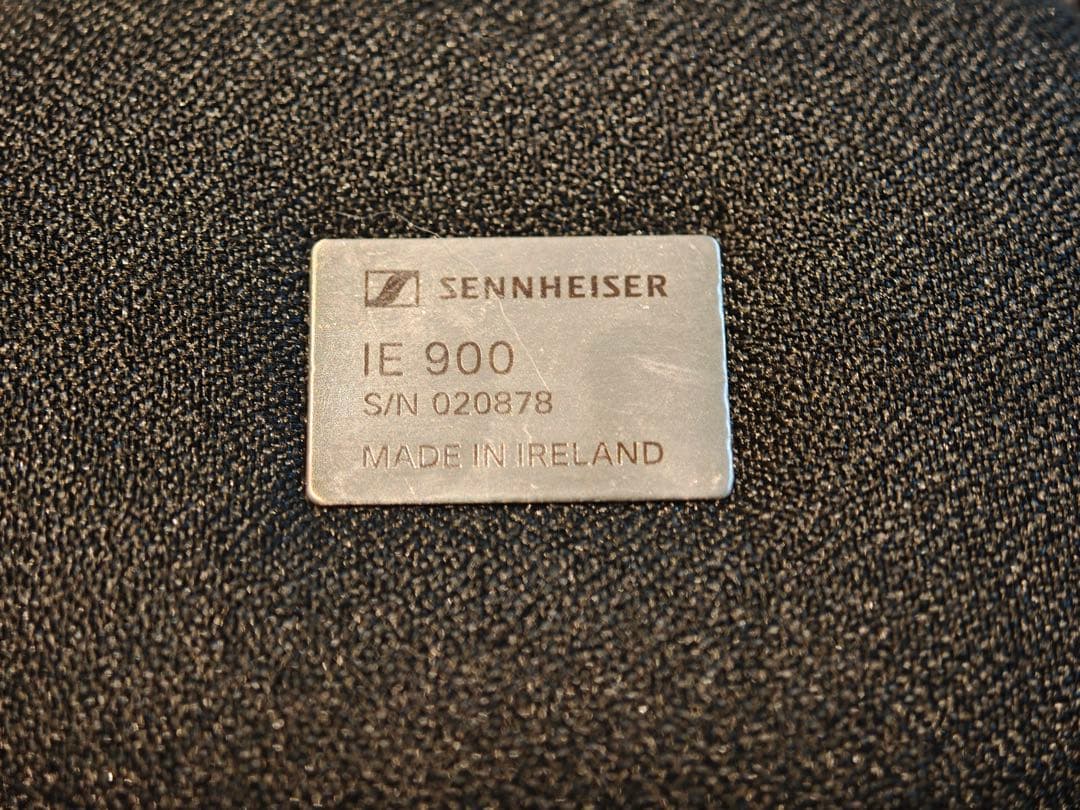 SENNHEISER
IE 900
S/N 020878
MADE IN IRELAND